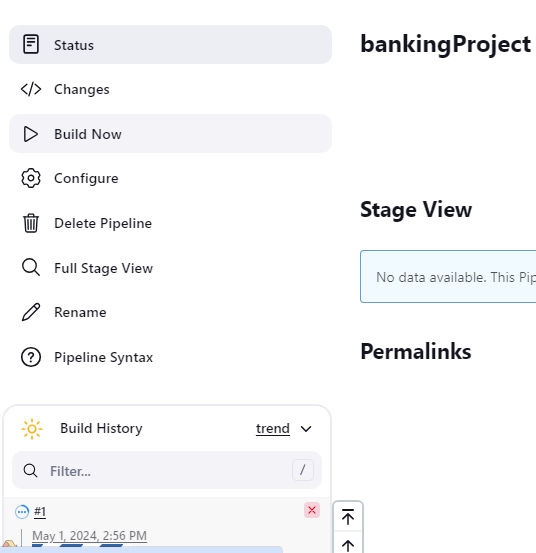 Status
Changes
Build Now
Configure
Delete Pipeline
Full Stage View
Rename
Pipeline Syntax
Build History
trend
Filter...
/
#1
May 1, 2024, 2:56 PM
bankingProject
Stage View
No data available. This Pip
Permalinks